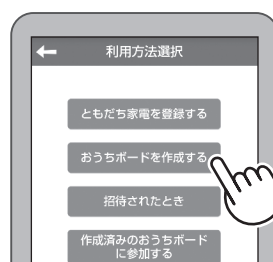 利用方法選択
ともだち家電を登録する
おうちボードを作成する
招待されたとき
作成済みのおうちボード
に参加する